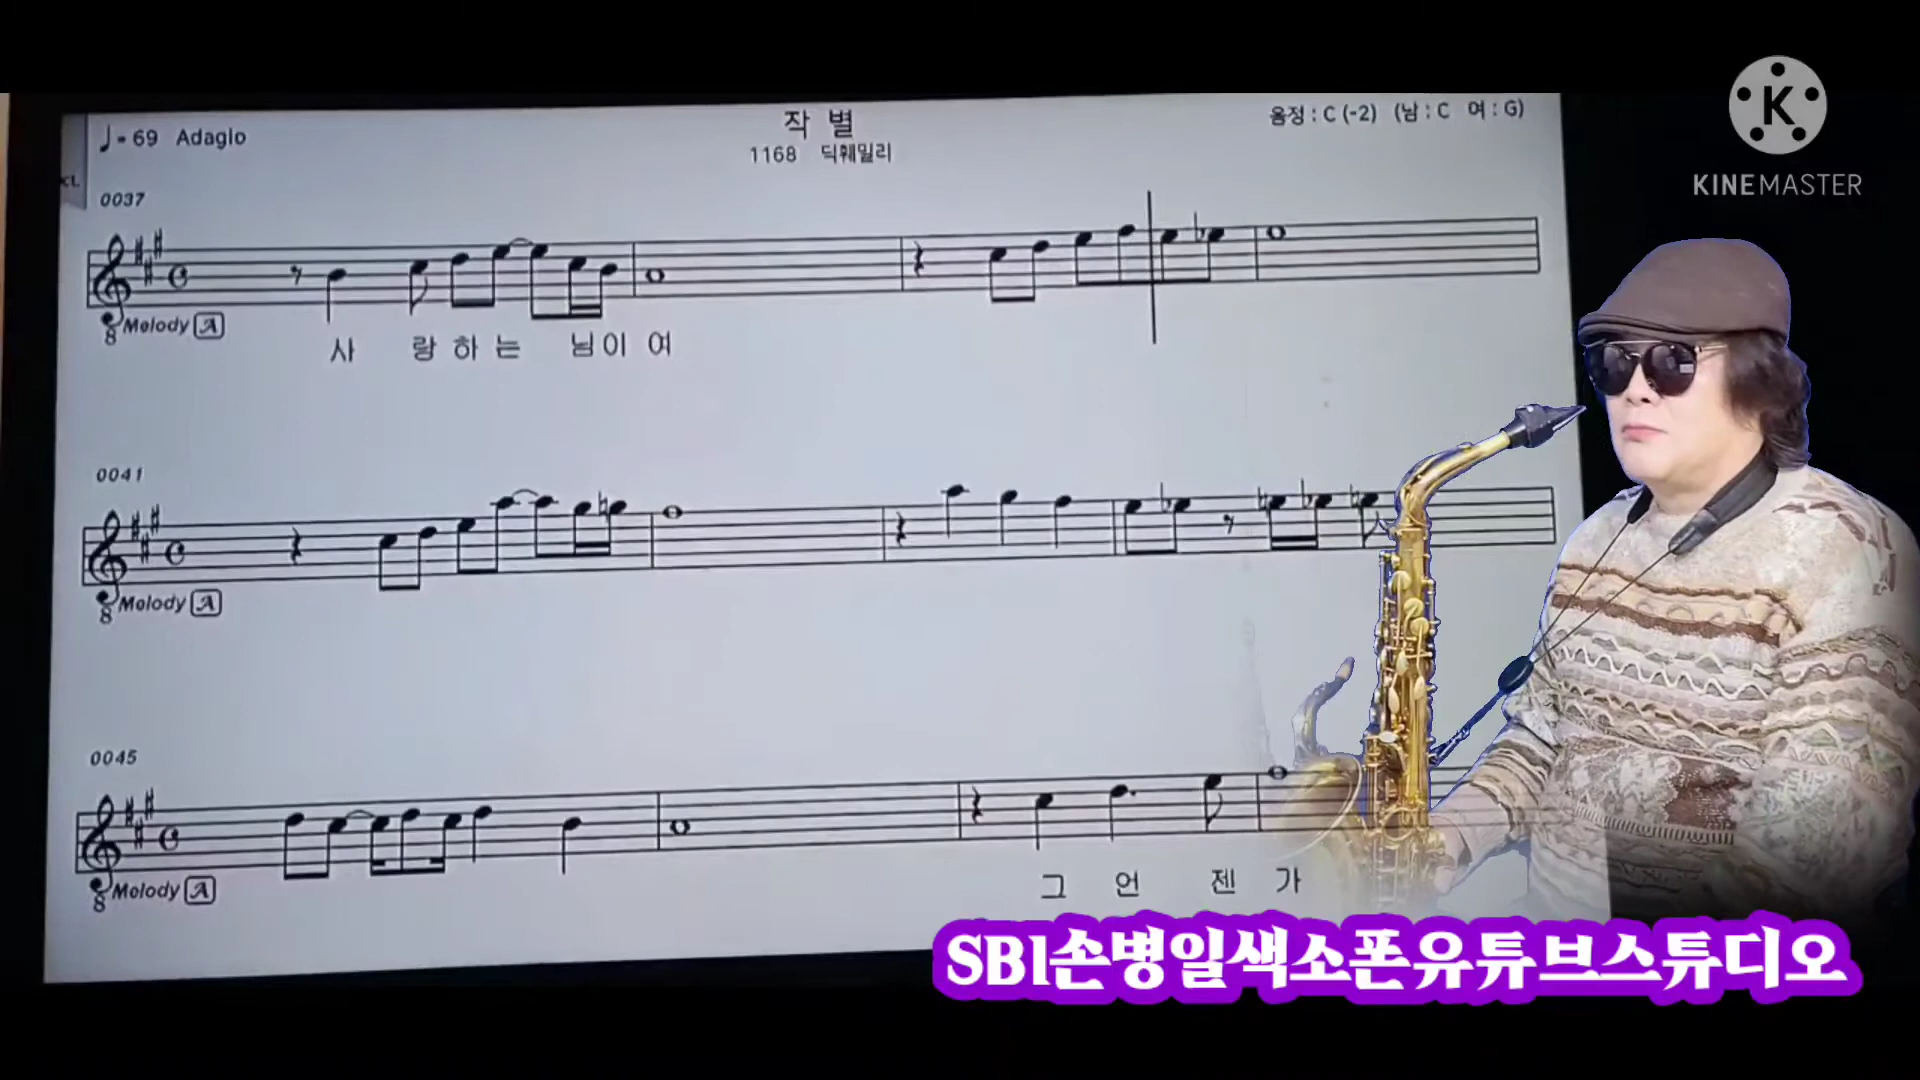 ♩=69 Adagio
작 별
음정 : C (-2) (남 : C 여 : G)
1168 딕훼밀리
KINEMASTER
0037
Melody A
사 랑 하 는 님 이 여
0041
Melody A
0045
Melody A
그 언 젠 가
SBI손병일색소폰유튜브스튜디오